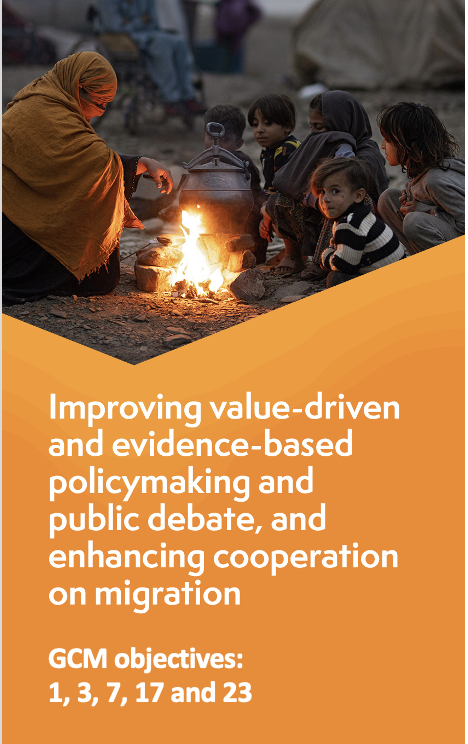 Improving value-driven
and evidence-based
policymaking and
public debate, and
enhancing cooperation
on migration
GCM objectives:
1, 3, 7, 17 and 23